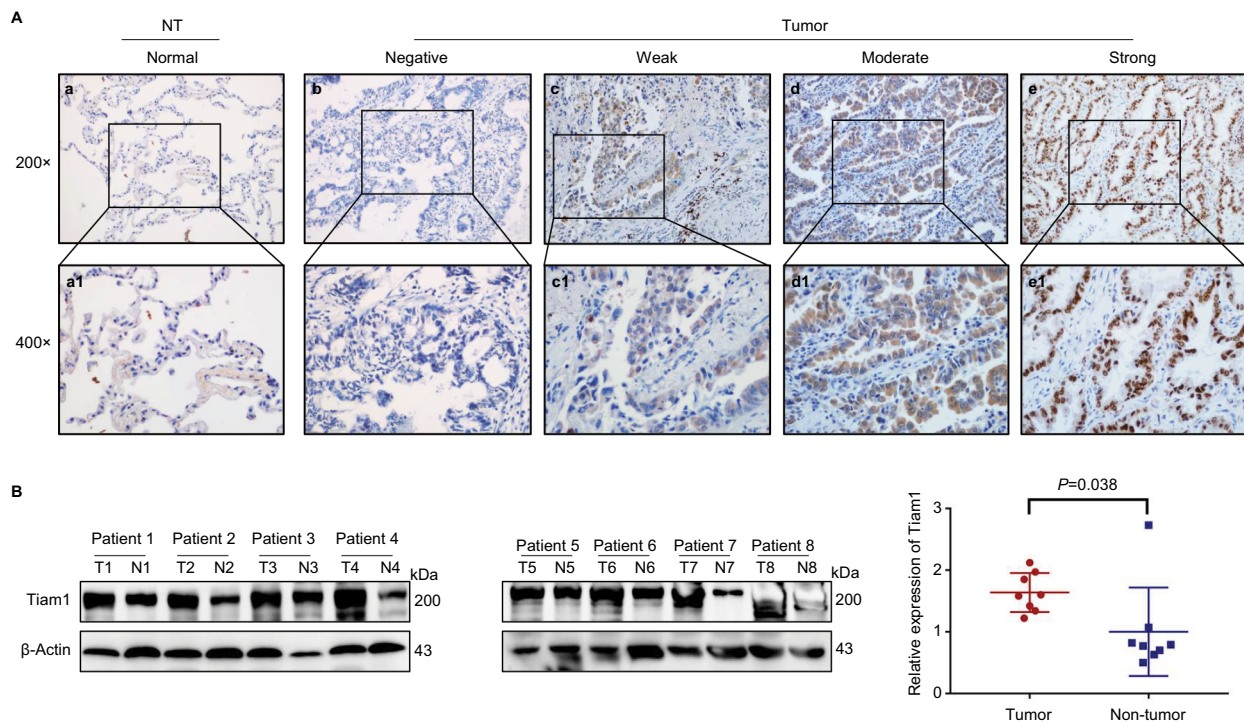 A
NT
Tumor
Normal
Negative
Weak
Moderate
Strong
200×
a
b
c
d
e
400×
a1
b1
c1
d1
e1
B
Patient 1 Patient 2 Patient 3 Patient 4
T1 N1 T2 N2 T3 N3 T4 N4 kDa
Tiam1 200
β-Actin 43
Patient 5 Patient 6 Patient 7 Patient 8
T5 N5 T6 N6 T7 N7 T8 N8 kDa
200
43
P=0.038
Relative expression of Tiam1
3
2
1
0
Tumor Non-tumor